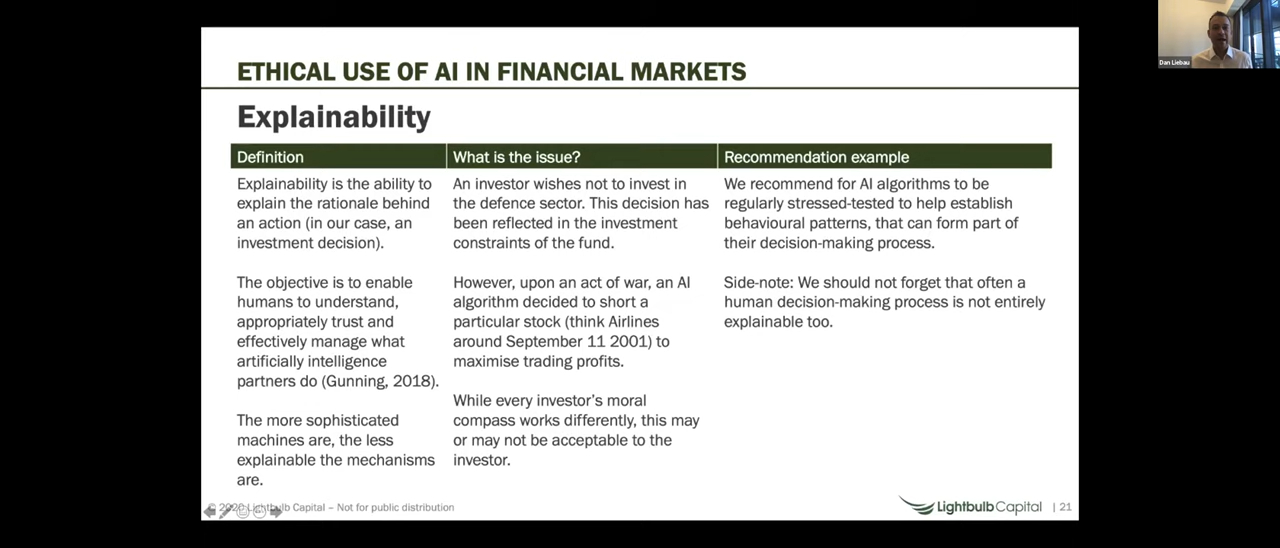 ETHICAL USE OF AI IN FINANCIAL MARKETS
Explainability
Definition
Explainability is the ability to
explain the rationale behind
an action (in our case, an
investment decision).
The objective is to enable
humans to understand,
appropriately trust and
effectively manage what
artificially intelligence
partners do (Gunning, 2018).
The more sophisticated
machines are, the less
explainable the mechanisms
are.
What is the issue?
An investor wishes not to invest in
the defence sector. This decision has
been reflected in the investment
constraints of the fund.
However, upon an act of war, an AI
algorithm decided to short a
particular stock (think Airlines
around September 11 2001) to
maximise trading profits.
While every investor's moral
compass works differently, this may
or may not be acceptable to the
investor.
Recommendation example
We recommend for AI algorithms to be
regularly stressed-tested to help establish
behavioural patterns, that can form part of
their decision-making process.
Side-note: We should not forget that often a
human decision-making process is not entirely
explainable too.
© 2020 Lightbulb Capital – Not for public distribution
LightbulbCapital | 21
Dan Liebau